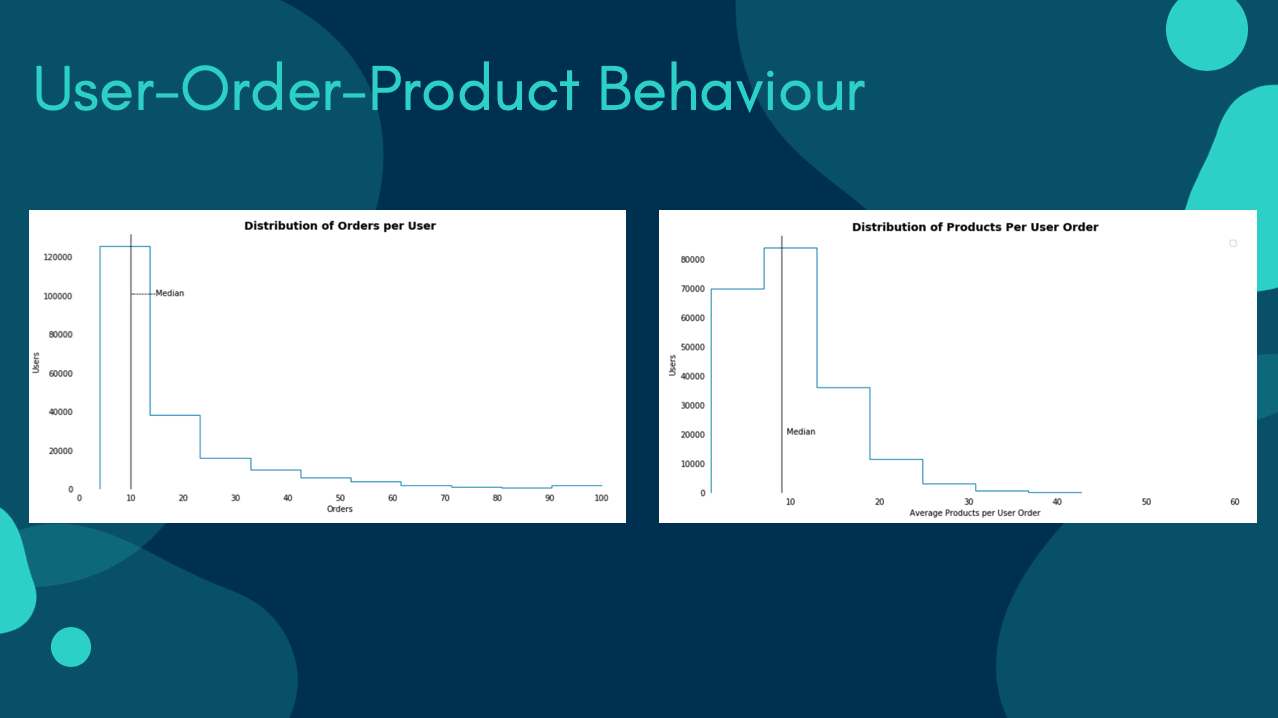 User-Order-Product Behaviour
Distribution of Orders per User
120000
100000
80000
60000
40000
20000
0
Users
Median
0 10 20 30 40 50 60 70 80 90 100
Orders
Distribution of Products Per User Order
80000
70000
60000
50000
40000
30000
20000
10000
0
Users
Median
10 20 30 40 50 60
Average Products per User Order